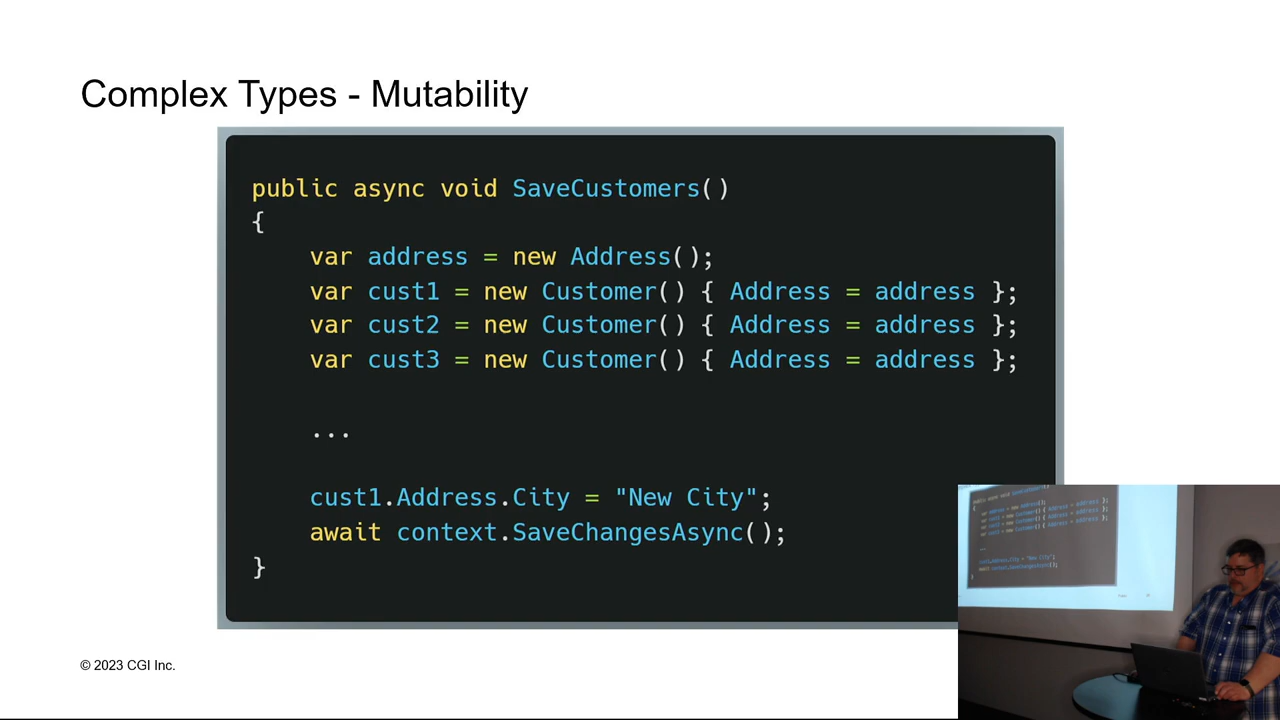 Complex Types - Mutability
public async void SaveCustomers()
{
var address = new Address();
var cust1 = new Customer() { Address = address };
var cust2 = new Customer() { Address = address };
var cust3 = new Customer() { Address = address };
...
cust1.Address.City = "New City";
await context.SaveChangesAsync();
}
© 2023 CGI Inc.